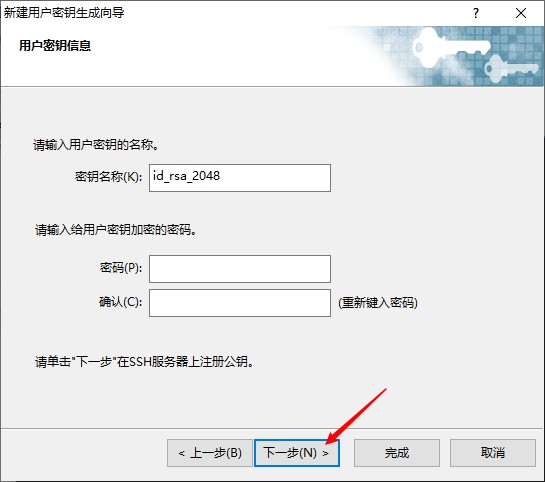 新建用户密钥生成向导
用户密钥信息
请输入用户密钥的名称。
密钥名称(K): id_rsa_2048
请输入给用户密钥加密的密码。
密码(P):
确认(C): (重新键入密码)
请单击"下一步"在SSH服务器上注册公钥。
< 上一步(B) 下一步(N) > 完成 取消